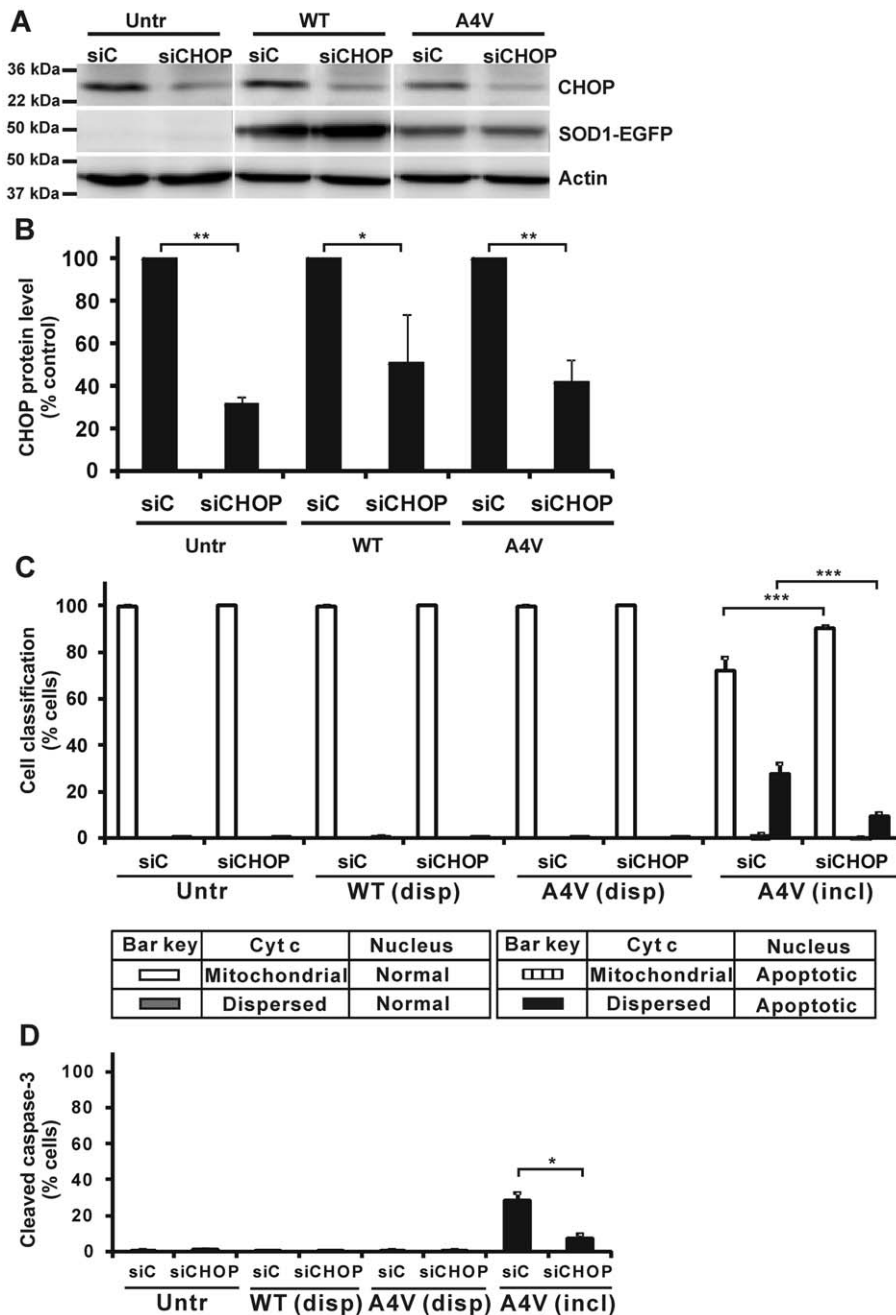 A
Untr WT A4V
siC siCHOP siC siCHOP siC siCHOP
36 kDa
22 kDa
CHOP
50 kDa
SOD1-EGFP
50 kDa
37 kDa
Actin
B
CHOP protein level
(% control)
100
80
60
40
20
0
** * **
siC siCHOP siC siCHOP siC siCHOP
Untr WT A4V
C
Cell classification
(% cells)
100
80
60
40
20
0
***
***
siC siCHOP siC siCHOP siC siCHOP siC siCHOP
Untr WT (disp) A4V (disp) A4V (incl)
Bar key Cyt c Nucleus Bar key Cyt c Nucleus
Mitochondrial Normal Mitochondrial Apoptotic
Dispersed Normal Dispersed Apoptotic
D
Cleaved caspase-3
(% cells)
100
80
60
40
20
0
*
siC siCHOP siC siCHOP siC siCHOP siC siCHOP
Untr WT (disp) A4V (disp) A4V (incl)